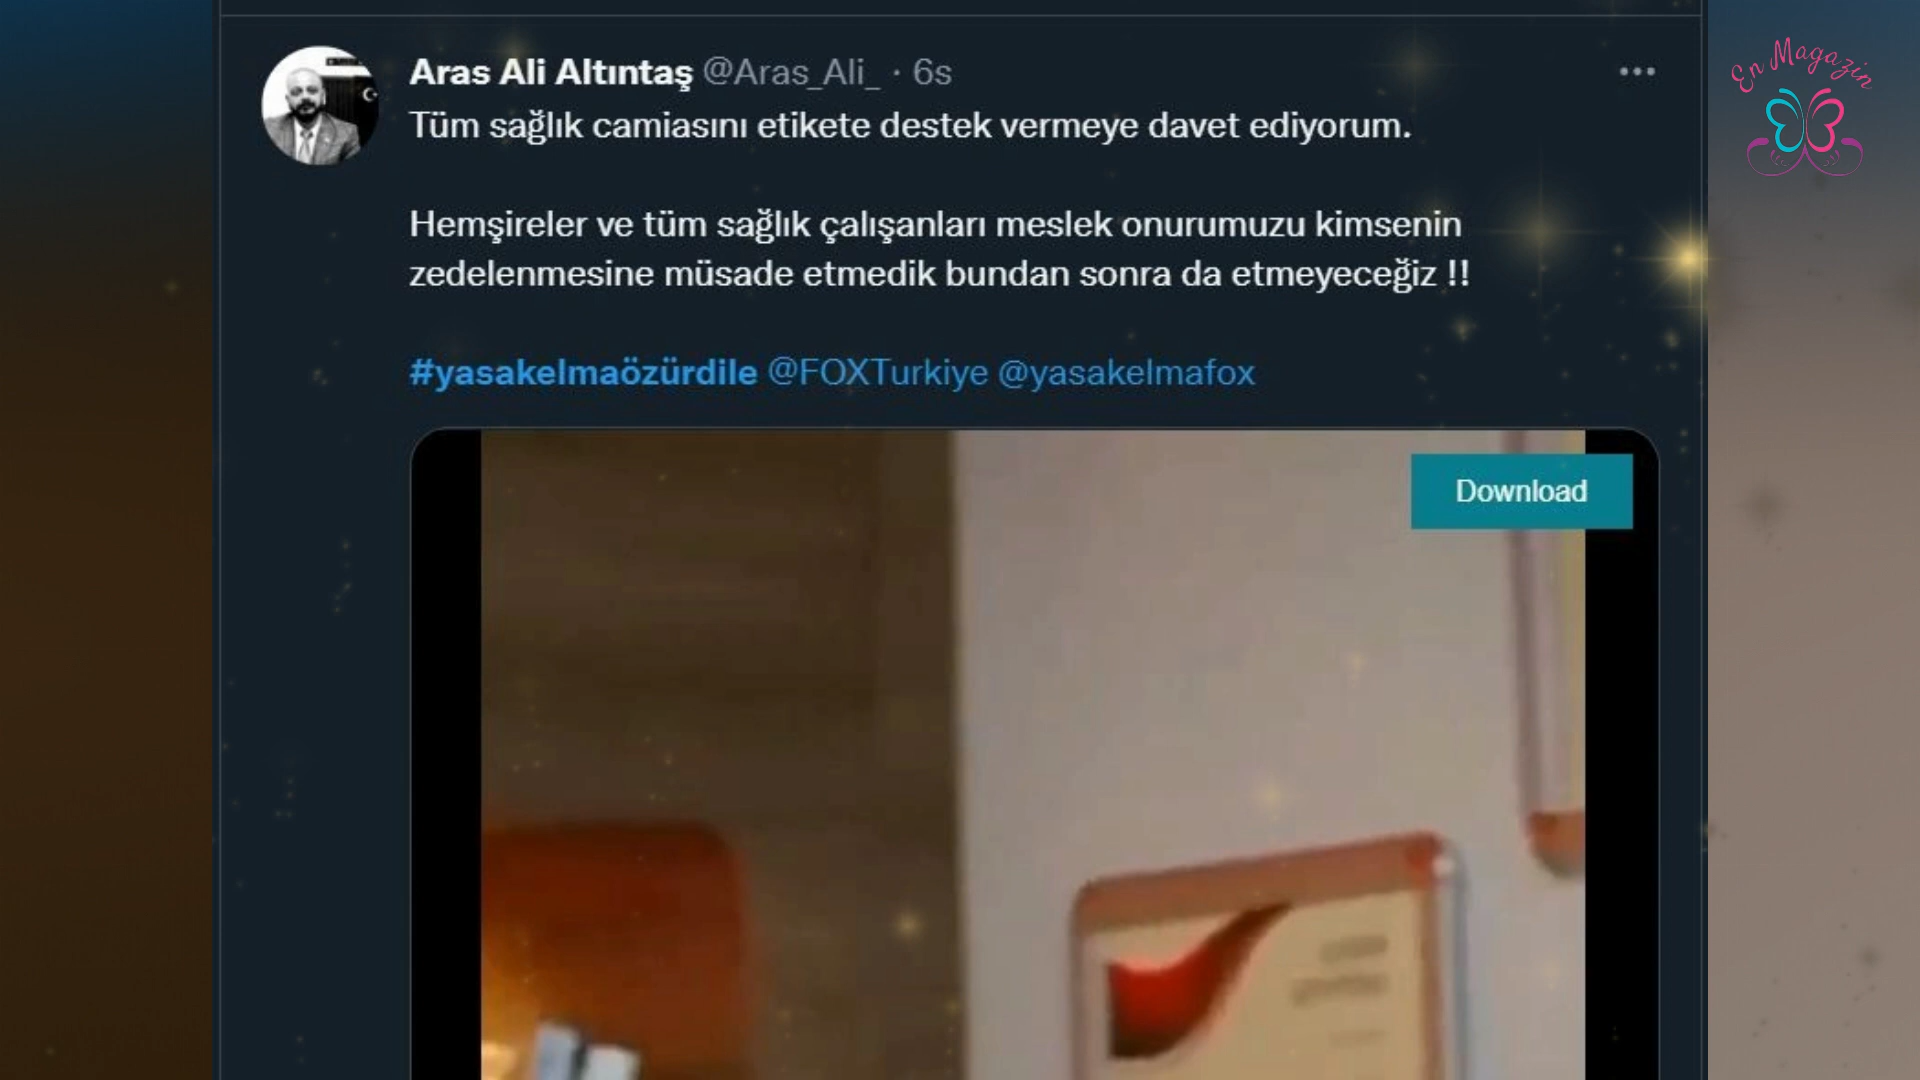 Aras Ali Altıntaş @Aras_Ali_ · 6s
Tüm sağlık camiasını etikete destek vermeye davet ediyorum.
Hemşireler ve tüm sağlık çalışanları meslek onurumuzu kimsenin
zedelenmesine müsade etmedik bundan sonra da etmeyeceğiz !!
#yasakelmaözürdile @FOXTurkiye @yasakelmafox
Download
En Magazin